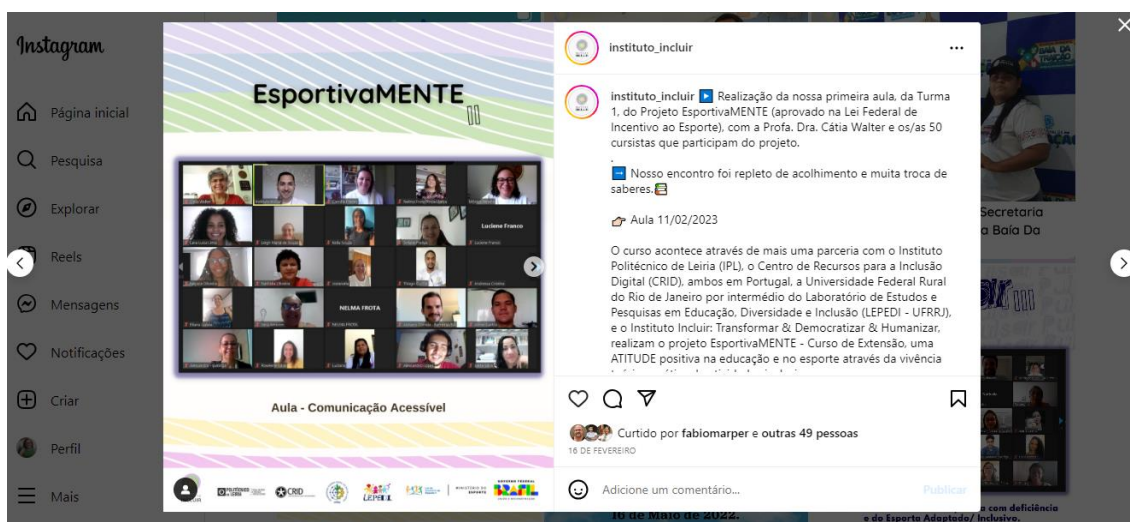 Instagram
Página inicial
Pesquisa
Explorar
Reels
Mensagens
Notificações
Criar
Perfil
Mais
EsportivaMENTE
Luciene Franco
NELMA FROTA
Aula - Comunicação Acessível
CRID
LEPEDI
MINISTÉRIO DO ESPORTE
GOVERNO FEDERAL
BRASIL
instituto_incluir
instituto_incluir ▶️ Realização da nossa primeira aula, da Turma
1, do Projeto EsportivaMENTE (aprovado na Lei Federal de
Incentivo ao Esporte), com a Profa. Dra. Cátia Walter e os/as 50
cursistas que participam do projeto.
.
➡️ Nosso encontro foi repleto de acolhimento e muita troca de
saberes.📗
👉 Aula 11/02/2023
O curso acontece através de mais uma parceria com o Instituto
Politécnico de Leiria (IPL), o Centro de Recursos para a Inclusão
Digital (CRID), ambos em Portugal, a Universidade Federal Rural
do Rio de Janeiro por intermédio do Laboratório de Estudos e
Pesquisas em Educação, Diversidade e Inclusão (LEPEDI - UFRRJ),
e o Instituto Incluir: Transformar & Democratizar & Humanizar,
realizam o projeto EsportivaMENTE - Curso de Extensão, uma
ATITUDE positiva na educação e no esporte através da vivência
Curtido por fabiomarper e outras 49 pessoas
16 DE FEVEREIRO
Adicione um comentário...
Publicar
Secretaria
a Baía Da
16 de Maio de 2022.
a com deficiência
e do Esporte Adaptado/ Inclusivo.